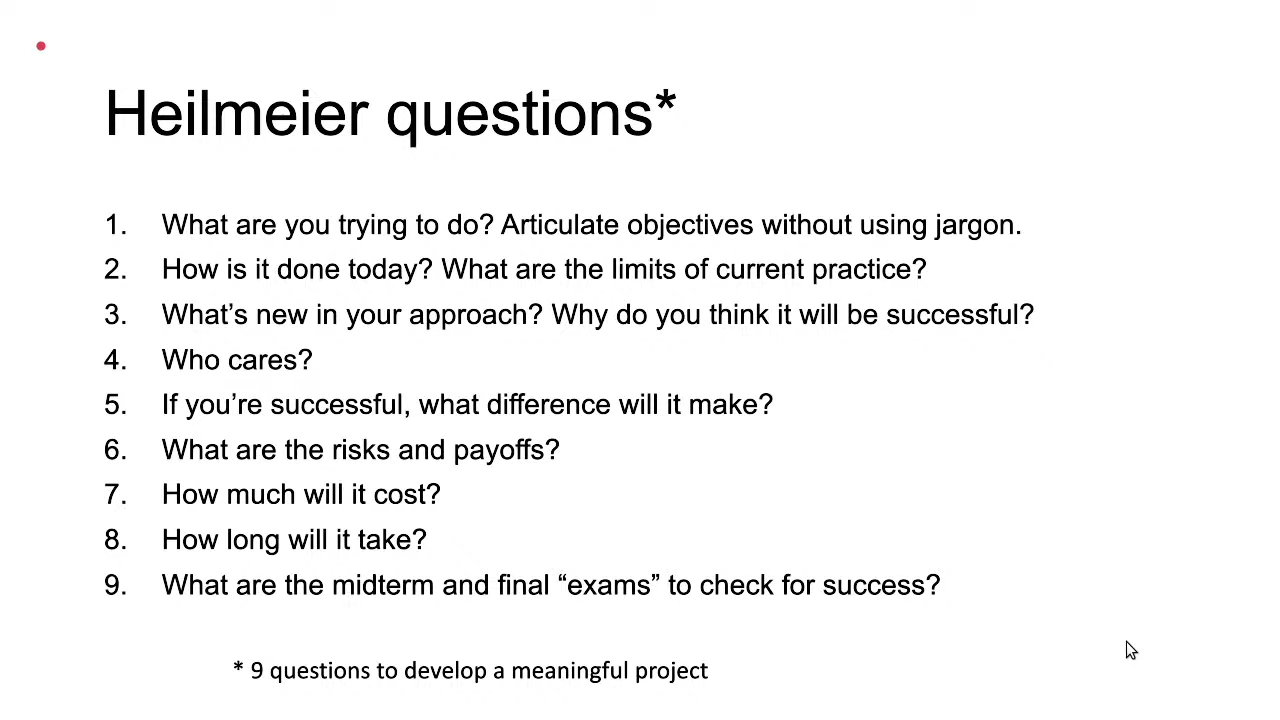 Heilmeier questions*
1. What are you trying to do? Articulate objectives without using jargon.
2. How is it done today? What are the limits of current practice?
3. What’s new in your approach? Why do you think it will be successful?
4. Who cares?
5. If you’re successful, what difference will it make?
6. What are the risks and payoffs?
7. How much will it cost?
8. How long will it take?
9. What are the midterm and final “exams” to check for success?
* 9 questions to develop a meaningful project